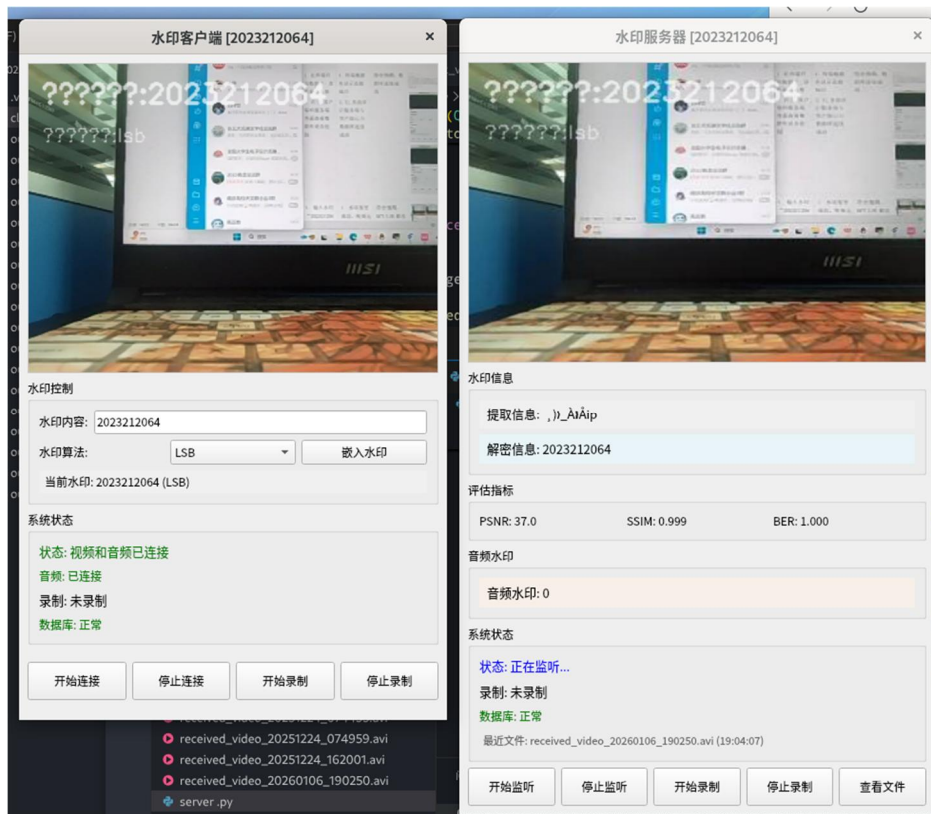 水印客户端 [2023212064]
×
??????:2023212064
??????:lsb
msi
水印控制
水印内容: 2023212064
水印算法: LSB 嵌入水印
当前水印: 2023212064 (LSB)
系统状态
状态: 视频和音频已连接
音频: 已连接
录制: 未录制
数据库: 正常
开始连接 停止连接 开始录制 停止录制
received_video_20251224_074959.avi
received_video_20251224_162001.avi
received_video_20260106_190250.avi
server .py
水印服务器 [2023212064]
×
??????:2023212064
??????:lsb
msi
水印信息
提取信息:
解密信息: 2023212064
评估指标
PSNR: 37.0 SSIM: 0.999 BER: 1.000
音频水印
音频水印: 0
系统状态
状态: 正在监听...
录制: 未录制
数据库: 正常
最近文件: received_video_20260106_190250.avi (19:04:07)
开始监听 停止监听 开始录制 停止录制 查看文件